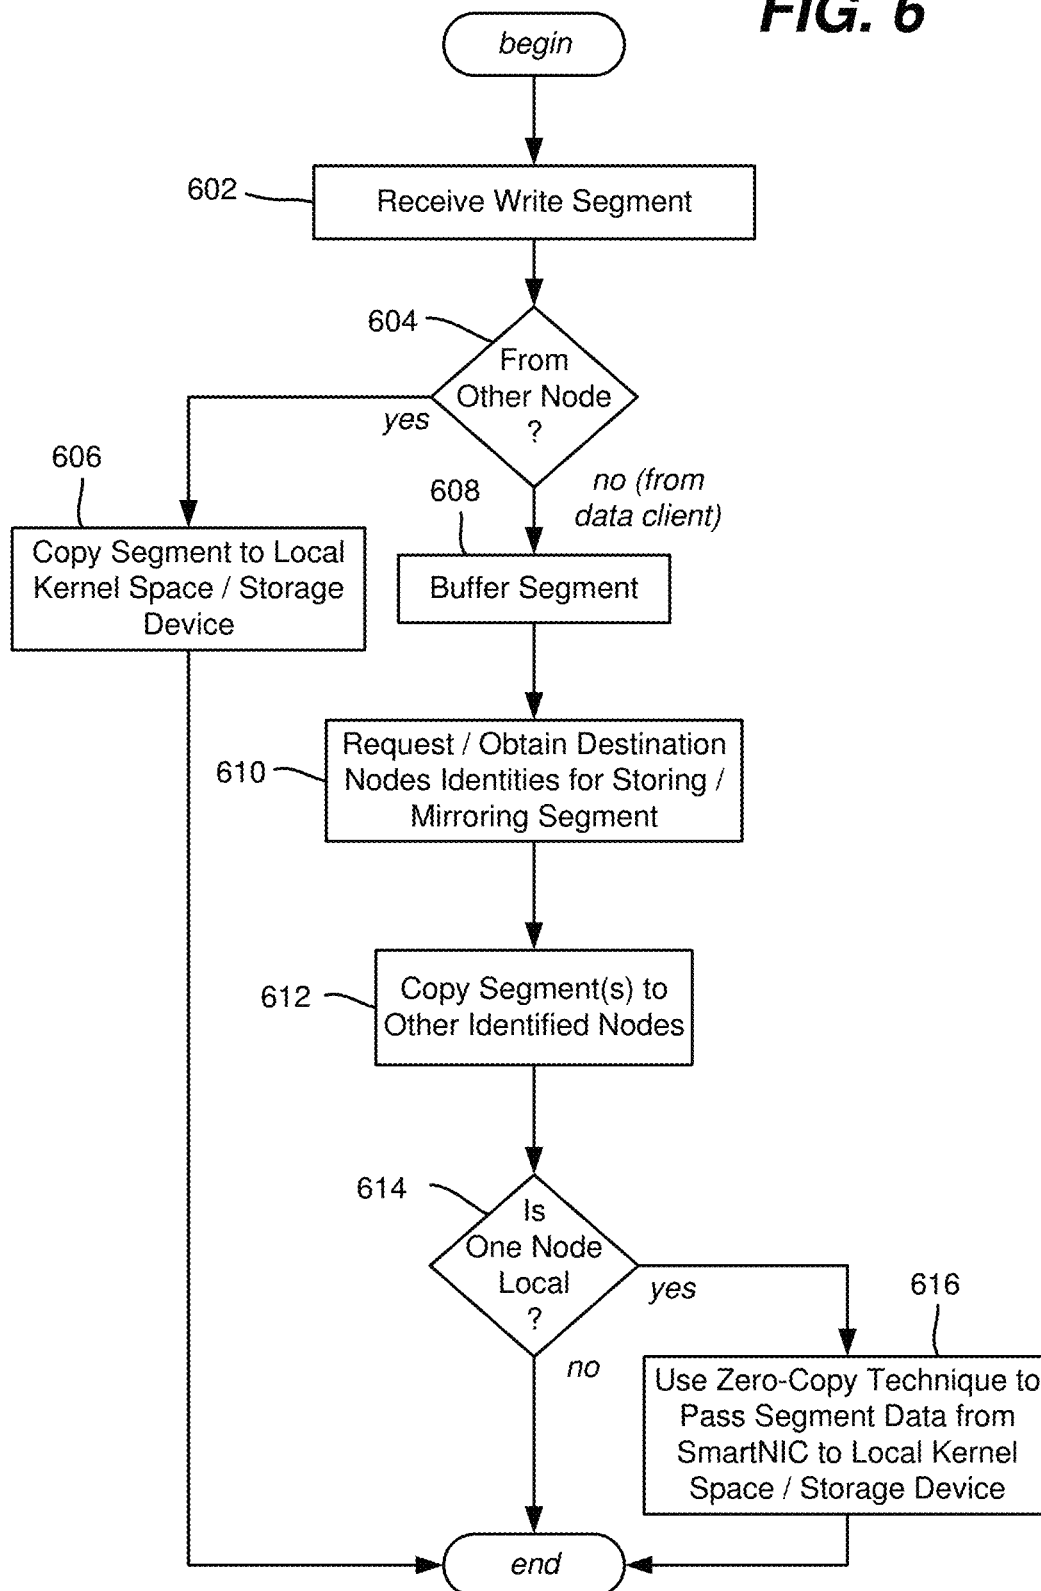 FIG. 6
begin
602
Receive Write Segment
604
From
Other Node
?
yes
no (from
data client)
606
Copy Segment to Local
Kernel Space / Storage
Device
608
Buffer Segment
610
Request / Obtain Destination
Nodes Identities for Storing /
Mirroring Segment
612
Copy Segment(s) to
Other Identified Nodes
614
Is
One Node
Local
?
yes
no
616
Use Zero-Copy Technique to
Pass Segment Data from
SmartNIC to Local Kernel
Space / Storage Device
end